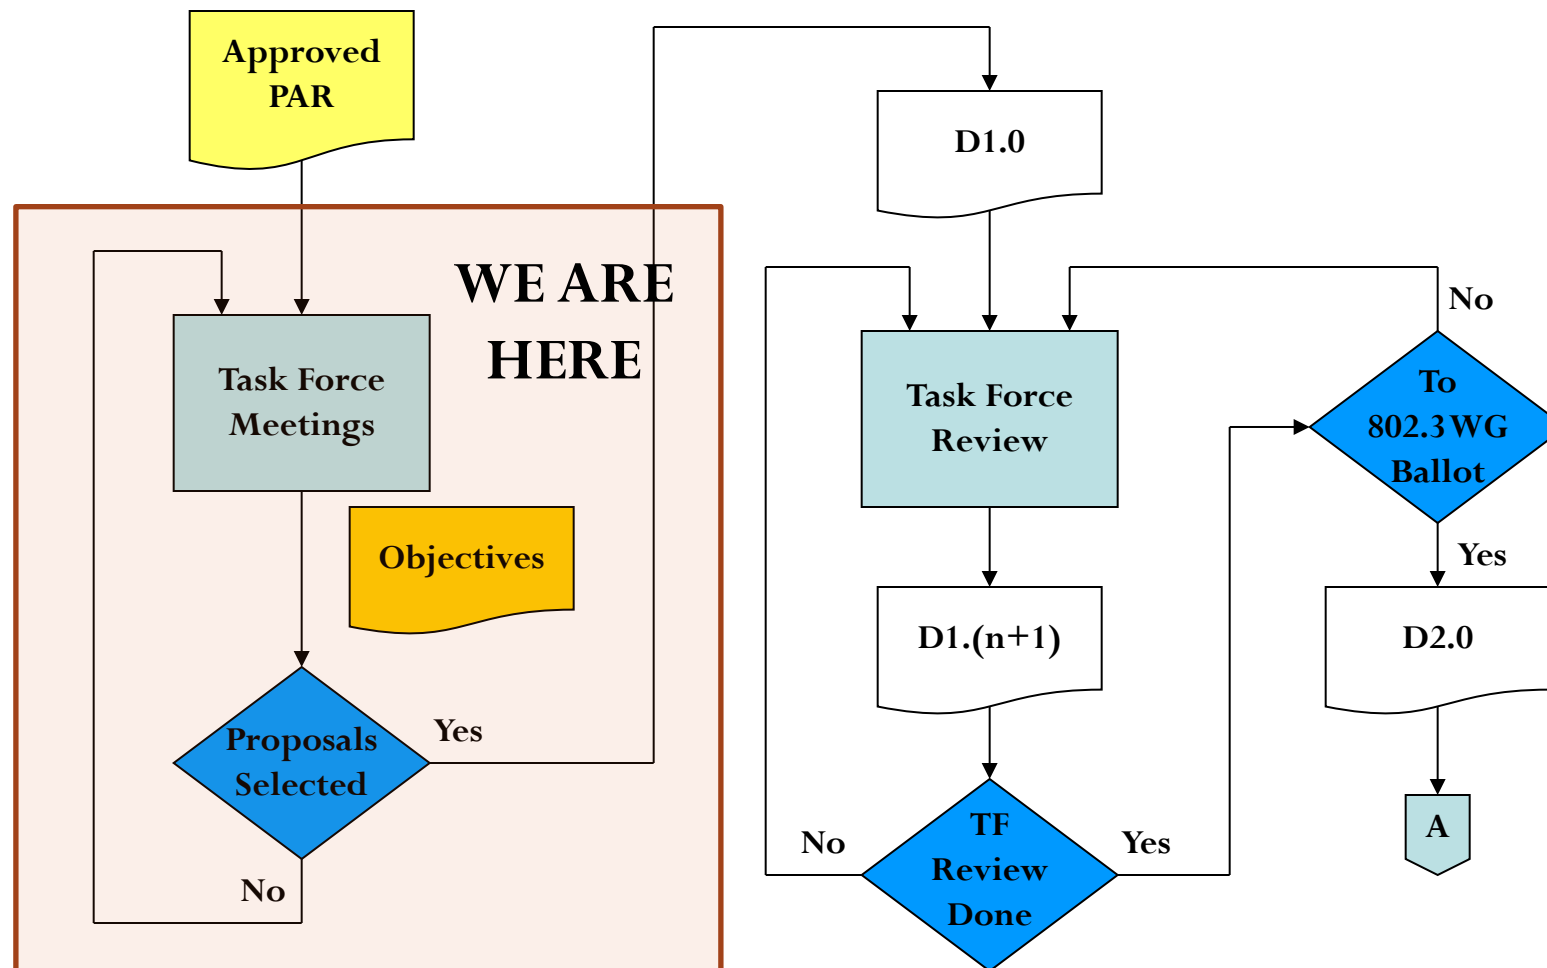 Approved
PAR
WE ARE
HERE
Task Force
Meetings
Objectives
Proposals
Selected
Yes
No
D1.0
Task Force
Review
D1.(n+1)
TF
Review
Done
No
Yes
To
802.3 WG
Ballot
No
Yes
D2.0
A